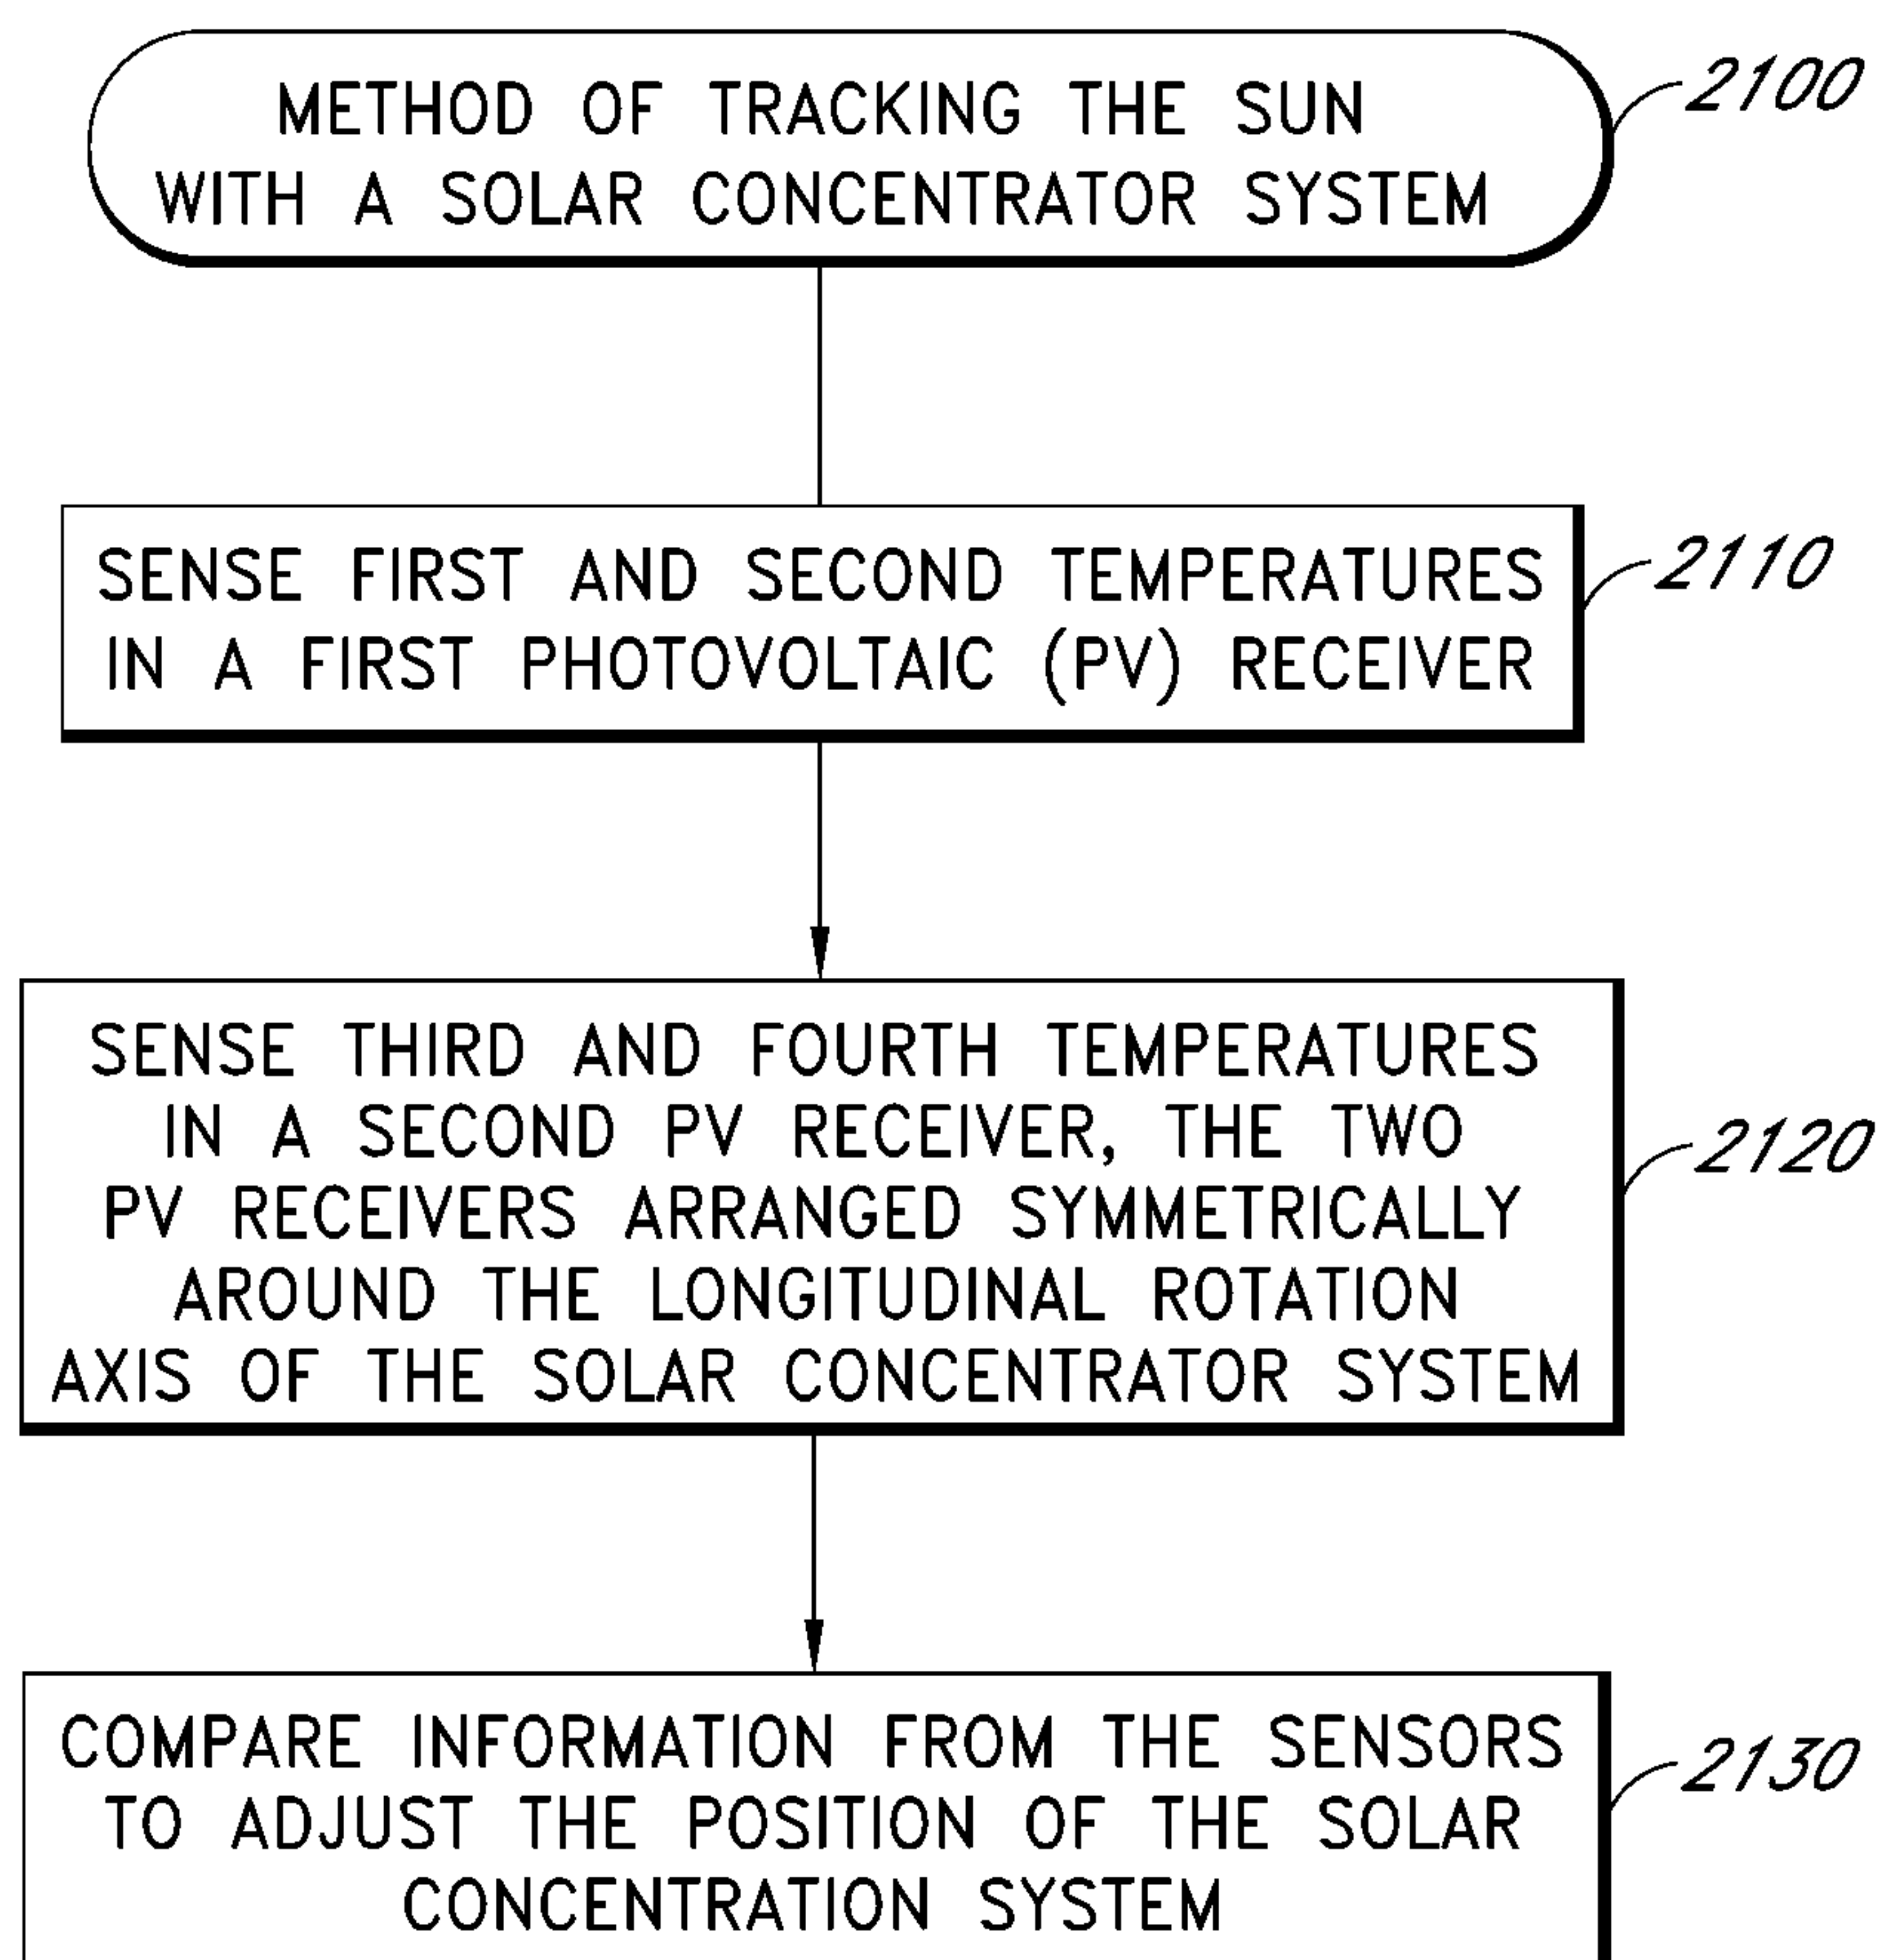 METHOD OF TRACKING THE SUN
WITH A SOLAR CONCENTRATOR SYSTEM
2100
SENSE FIRST AND SECOND TEMPERATURES
IN A FIRST PHOTOVOLTAIC (PV) RECEIVER
2110
SENSE THIRD AND FOURTH TEMPERATURES
IN A SECOND PV RECEIVER, THE TWO
PV RECEIVERS ARRANGED SYMMETRICALLY
AROUND THE LONGITUDINAL ROTATION
AXIS OF THE SOLAR CONCENTRATOR SYSTEM
2120
COMPARE INFORMATION FROM THE SENSORS
TO ADJUST THE POSITION OF THE SOLAR
CONCENTRATION SYSTEM
2130